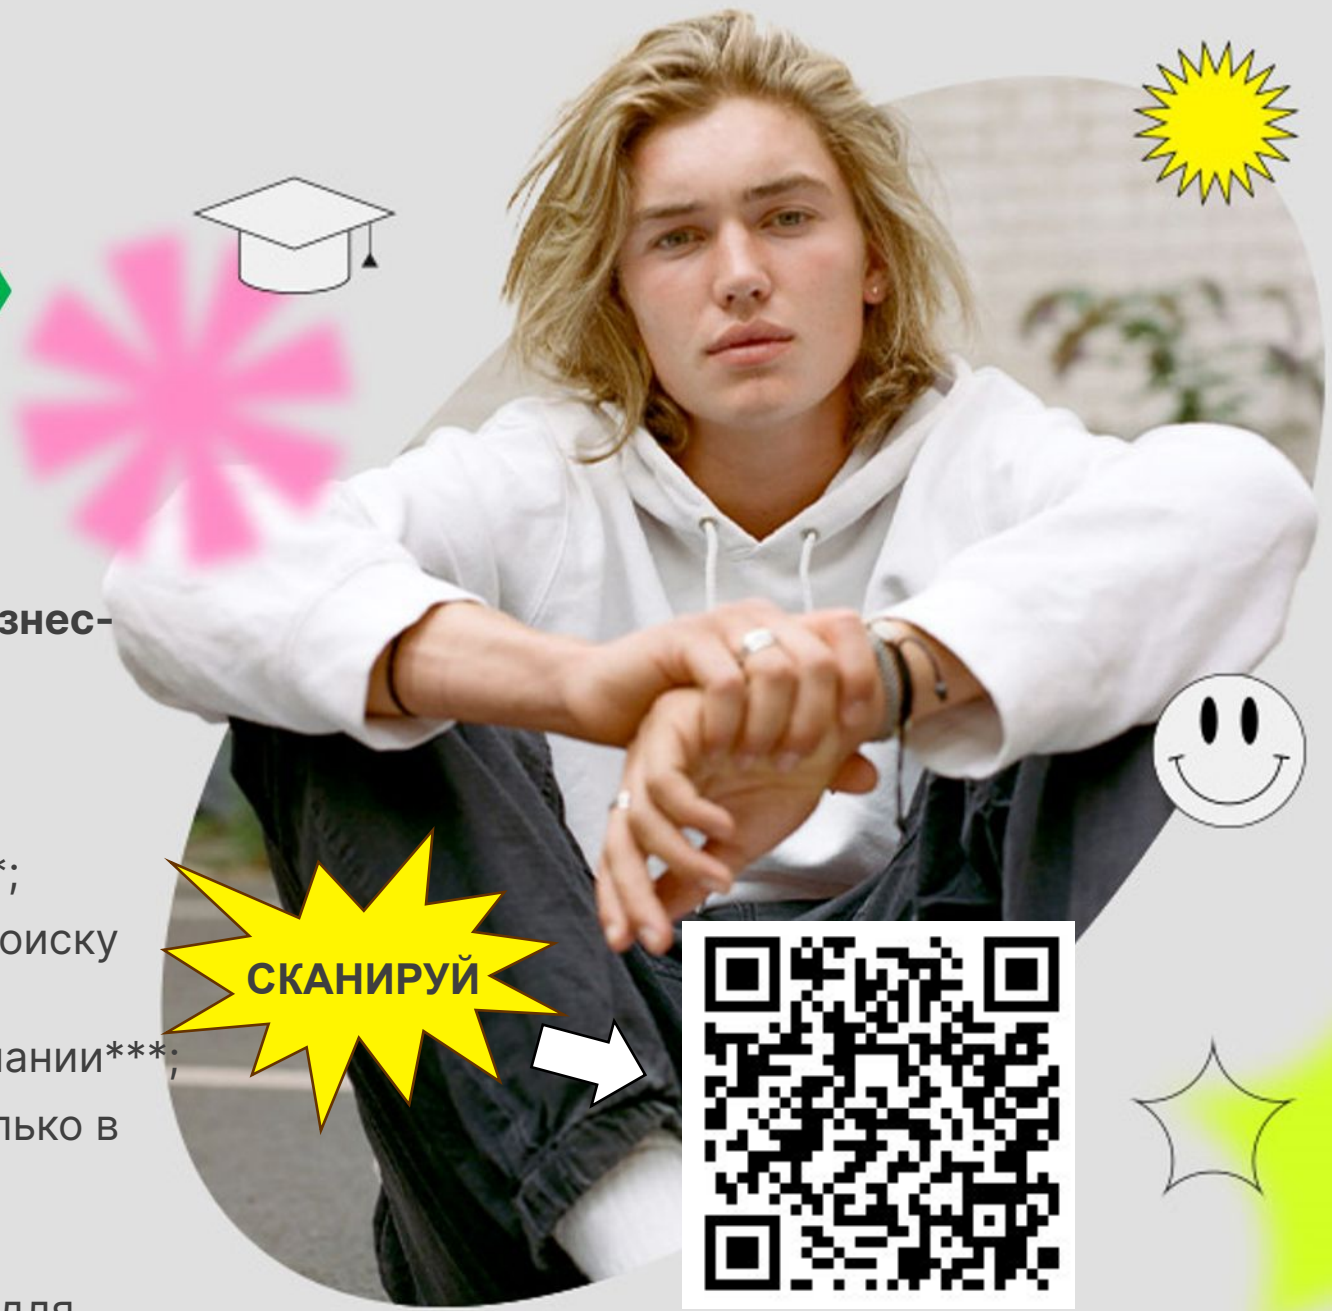 знес-
*;
оиску
СКАНИРУЙ
ании***;
лько в
для